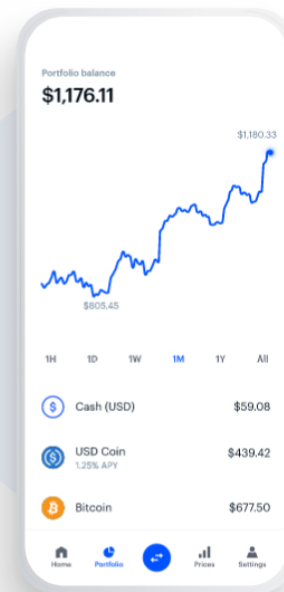 Portfolio balance
$1,176.11
$1,180.33
$805.45
1H 1D 1W 1M 1Y All
Cash (USD) $59.08
USD Coin $439.42
1.25% APY
Bitcoin $677.50
Home Portfolio Prices Settings